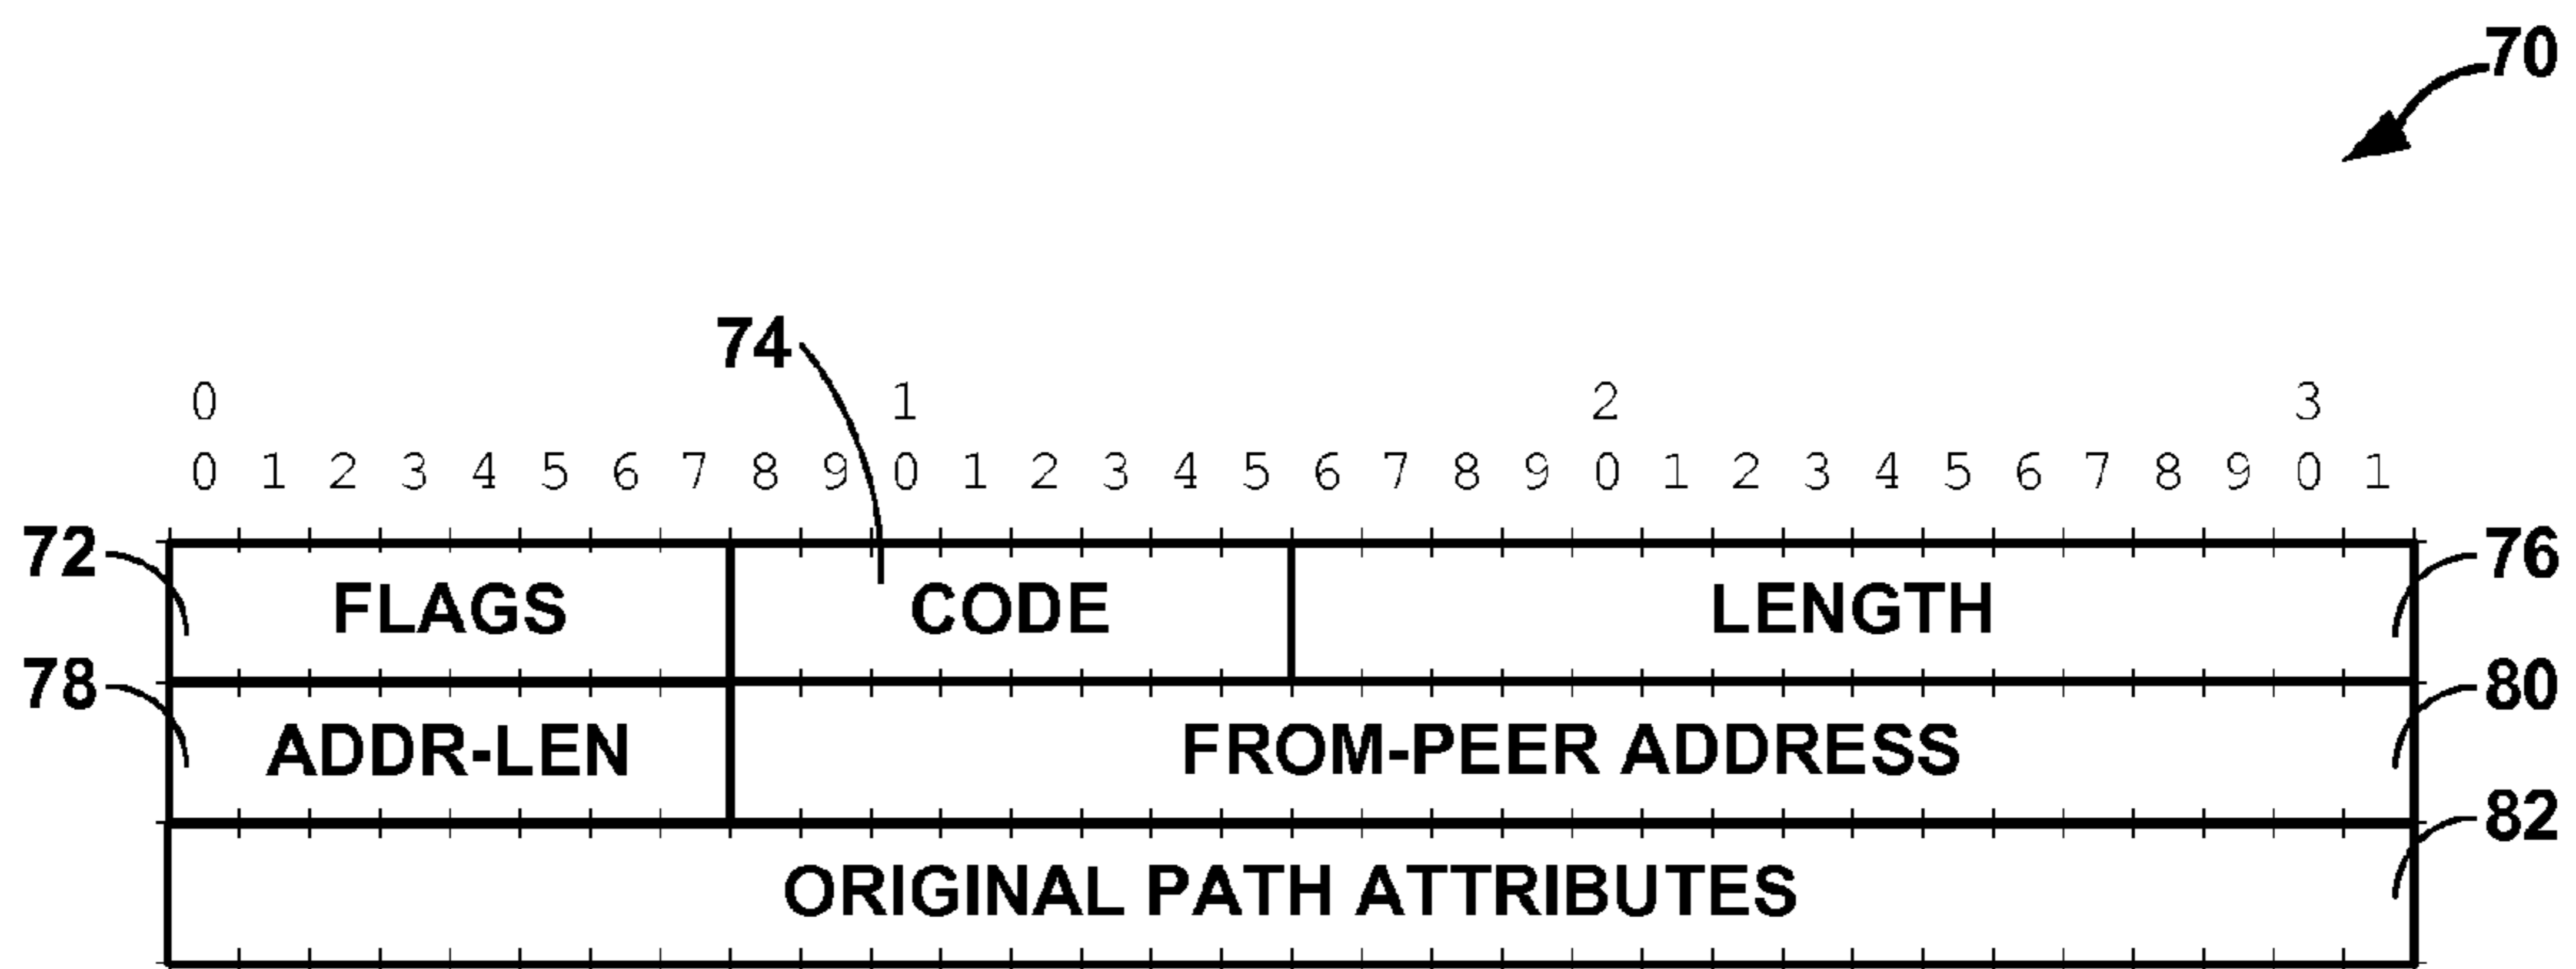 70
74
0 1 2 3
0 1 2 3 4 5 6 7 8 9 0 1 2 3 4 5 6 7 8 9 0 1 2 3 4 5 6 7 8 9 0 1
72 FLAGS CODE LENGTH 76
78 ADDR-LEN FROM-PEER ADDRESS 80
ORIGINAL PATH ATTRIBUTES 82